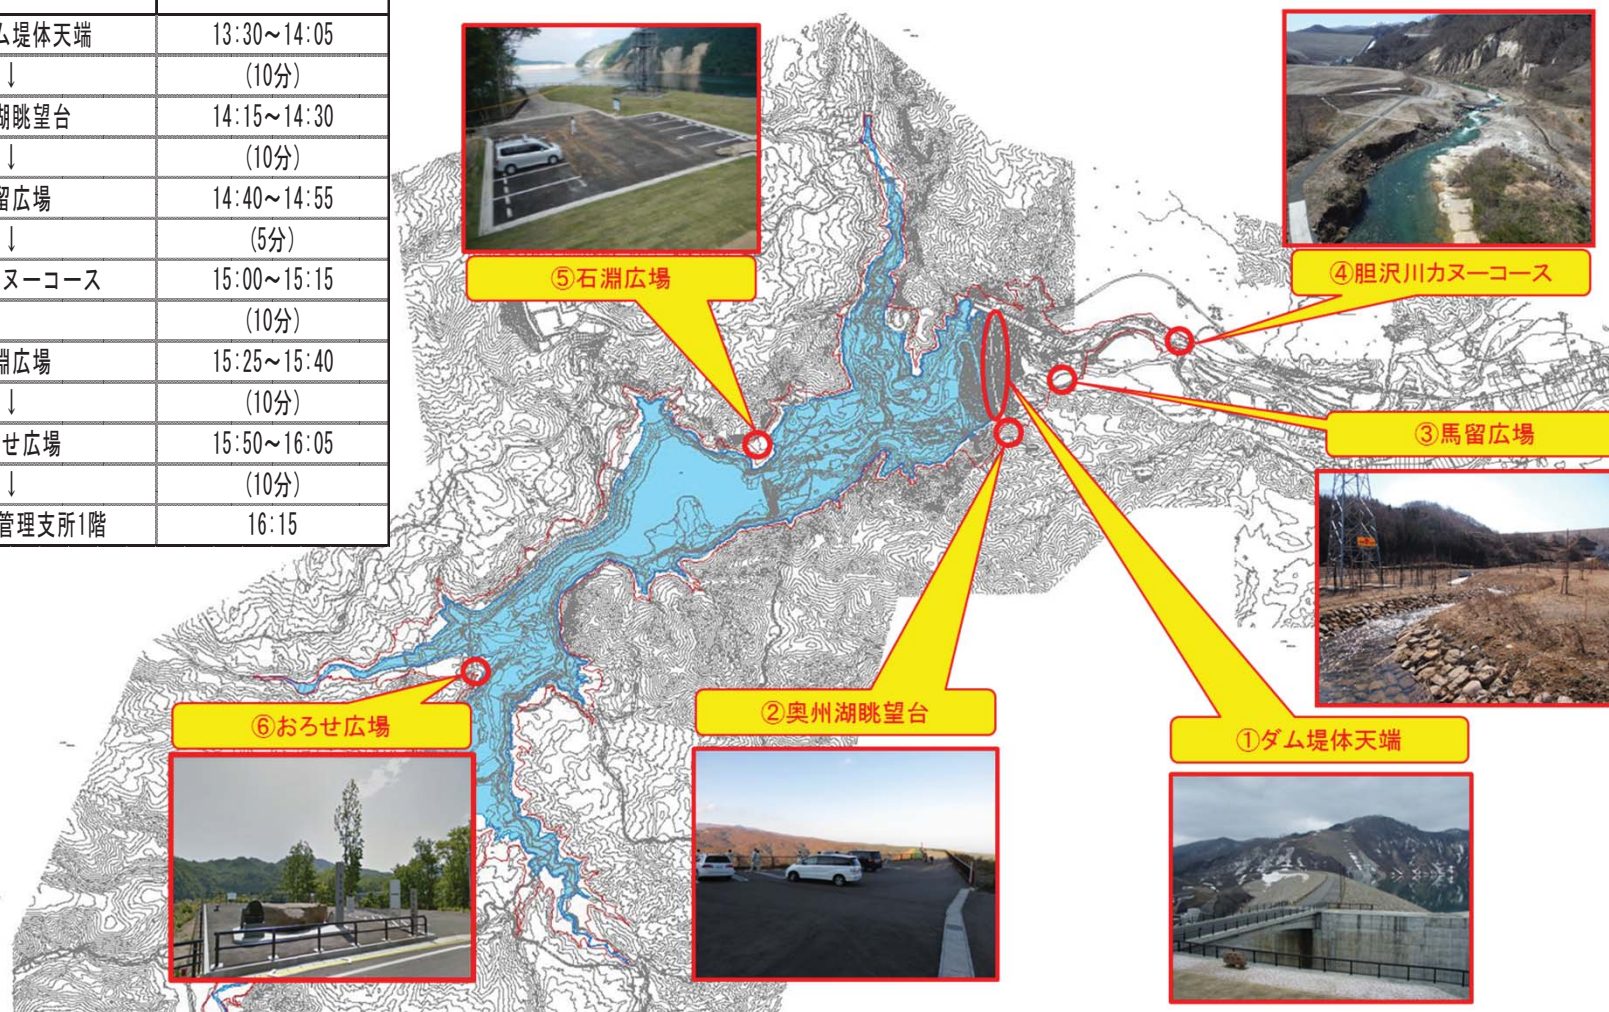 ム堤体天端 13:30～14:05
↓ (10分)
湖眺望台 14:15～14:30
↓ (10分)
留広場 14:40～14:55
↓ (5分)
ヌーコース 15:00～15:15
(10分)
淵広場 15:25～15:40
↓ (10分)
せ広場 15:50～16:05
↓ (10分)
管理支所1階 16:15
⑤石淵広場
④胆沢川カヌーコース
③馬留広場
②奥州湖眺望台
⑥おろせ広場
①ダム堤体天端